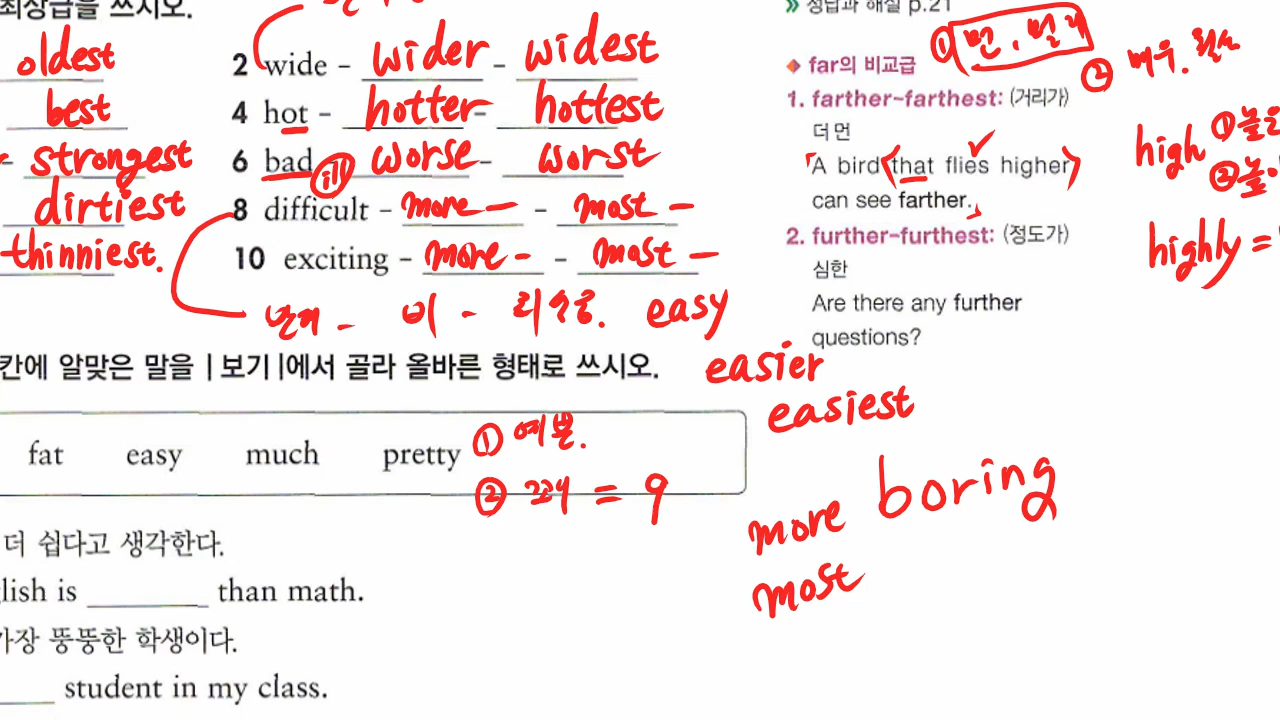 최상급을 쓰시오.
oldest
best
strongest
dirtiest
thinniest.
2 wide - wider - widest
4 hot - hotter - hottest
6 bad ill worse - worst
8 difficult - more - - most -
10 exciting - more - - most -
easy
easier
easiest
칸에 알맞은 말을 | 보기 |에서 골라 올바른 형태로 쓰시오.
fat easy much pretty
① 예쁜.
② 꽤 = 9
more boring
most
더 쉽다고 생각한다.
lish is ________ than math.
가장 뚱뚱한 학생이다.
____ student in my class.
정답과 해설 p.21
① 먼, 멀리
② 매우.
◆ far의 비교급
1. farther-farthest: (거리가)
더 먼
「A bird (that flies higher)
can see farther.」
2. further-furthest: (정도가)
심한
Are there any further
questions?
high ①
②
highly =